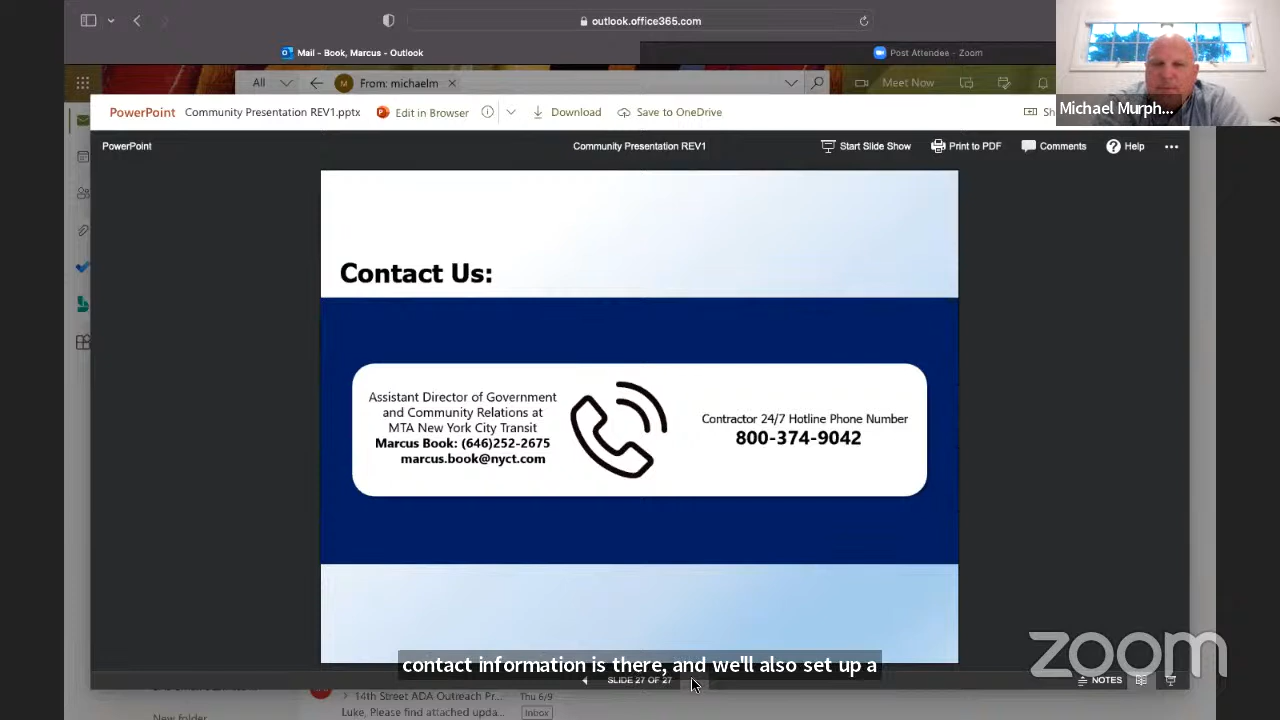 outlook.office365.com
Mail - Book, Marcus - Outlook
Post Attendee - Zoom
All
M
From: michaelm
Meet Now
Michael Murph...
PowerPoint
Community Presentation REV1.pptx
Edit in Browser
Download
Save to OneDrive
PowerPoint
Community Presentation REV1
Start Slide Show
Print to PDF
Comments
Help
Contact Us:
Assistant Director of Government
and Community Relations at
MTA New York City Transit
Marcus Book: (646)252-2675
marcus.book@nyct.com
Contractor 24/7 Hotline Phone Number
800-374-9042
contact information is there, and we'll also set up a
SLIDE 27 OF 27
NOTES
zoom
14th Street ADA Outreach Pr...
Thu 6/9
Luke, Please find attached upda...
Inbox
New folder